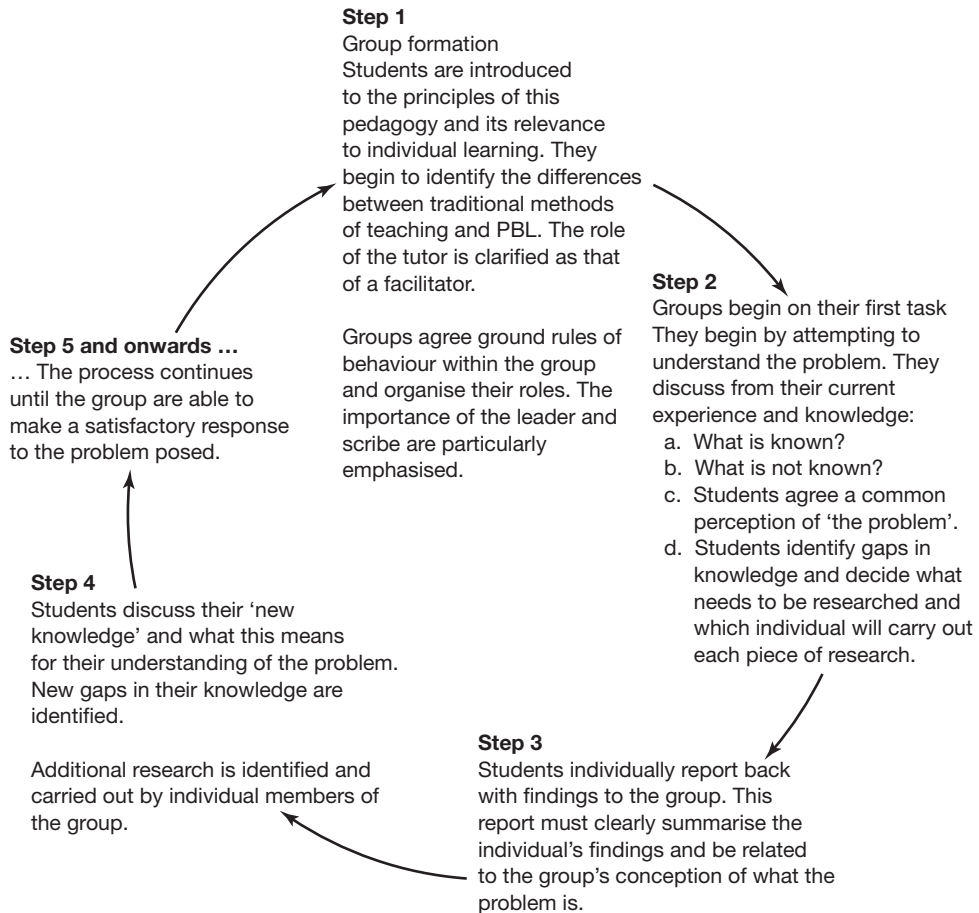 Step 1
Group formation
Students are introduced
to the principles of this
pedagogy and its relevance
to individual learning. They
begin to identify the differences
between traditional methods
of teaching and PBL. The role
of the tutor is clarified as that
of a facilitator.
Groups agree ground rules of
behaviour within the group
and organise their roles. The
importance of the leader and
scribe are particularly
emphasised.
Step 2
Groups begin on their first task
They begin by attempting to
understand the problem. They
discuss from their current
experience and knowledge:
a. What is known?
b. What is not known?
c. Students agree a common
perception of ‘the problem’.
d. Students identify gaps in
knowledge and decide what
needs to be researched and
which individual will carry out
each piece of research.
Step 3
Students individually report back
with findings to the group. This
report must clearly summarise the
individual’s findings and be related
to the group’s conception of what the
problem is.
Step 4
Students discuss their ‘new
knowledge’ and what this means
for their understanding of the problem.
New gaps in their knowledge are
identified.
Additional research is identified and
carried out by individual members of
the group.
Step 5 and onwards …
… The process continues
until the group are able to
make a satisfactory response
to the problem posed.